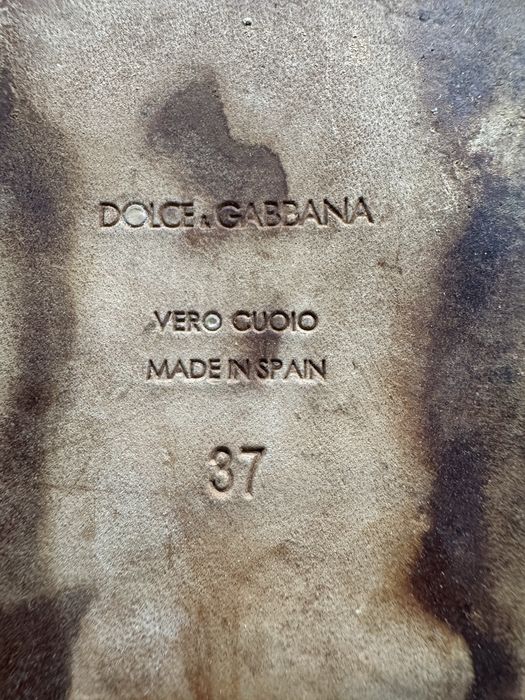 DOLCE & GABBANA
VERO CUOIO
MADE IN SPAIN
37